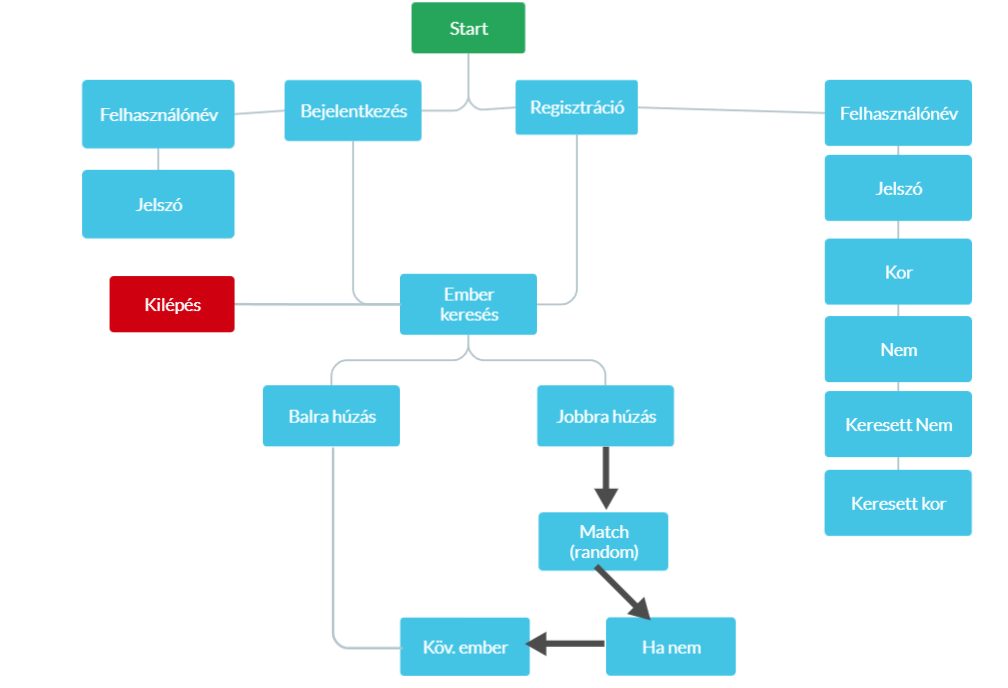 Start
Felhasználónév
Bejelentkezés
Regisztráció
Felhasználónév
Jelszó
Jelszó
Kilépés
Ember
keresés
Kor
Nem
Balra húzás
Jobbra húzás
Keresett Nem
Keresett kor
Match
(random)
Köv. ember
Ha nem